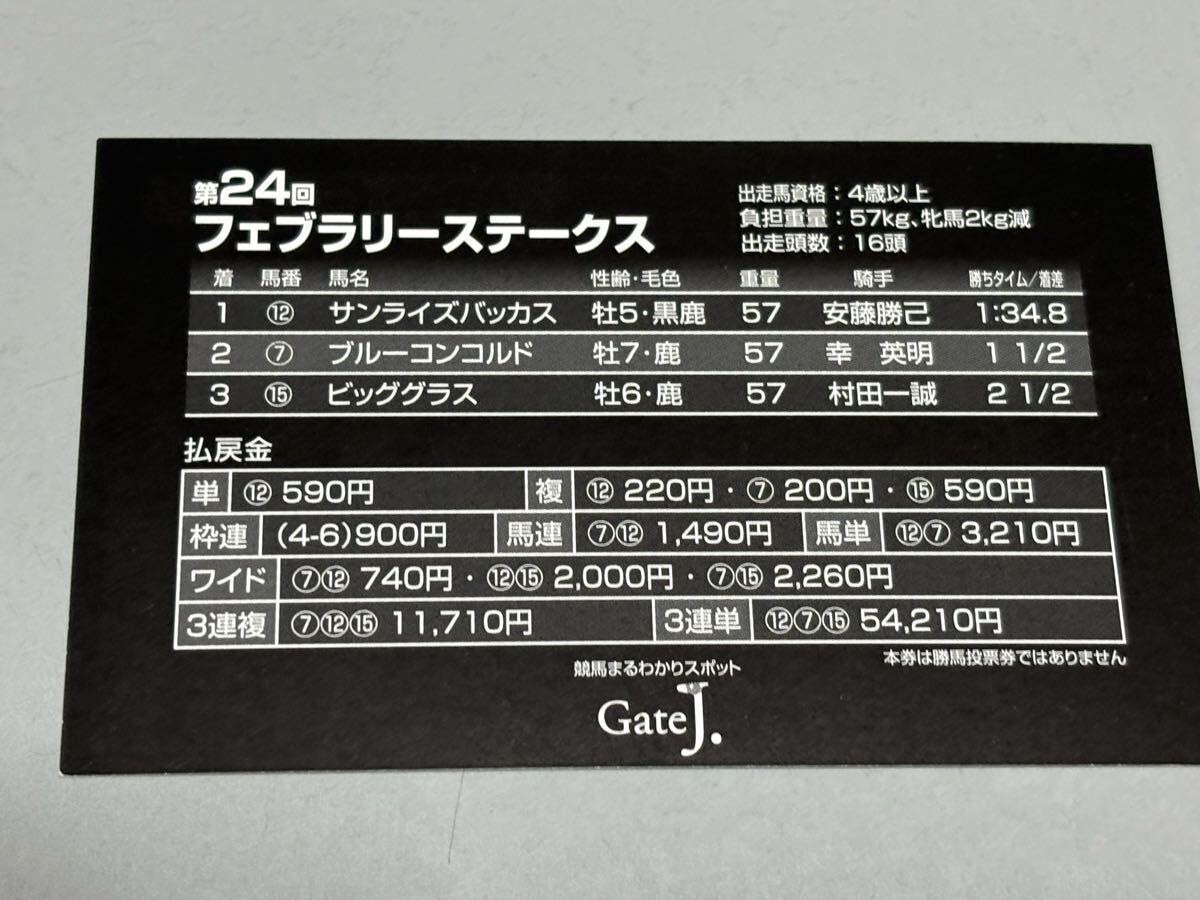 第24回
フェブラリーステークス
出走馬資格：4歳以上
負担重量：57kg、牝馬2kg減
出走頭数：16頭
着 馬番 馬名 性齢・毛色 重量 騎手 勝ちタイム/着差
1 ⑫ サンライズバッカス 牡5・黒鹿 57 安藤勝己 1:34.8
2 ⑦ ブルーコンコルド 牡7・鹿 57 幸 英明 1 1/2
3 ⑮ ビッググラス 牡6・鹿 57 村田一誠 2 1/2
払戻金
単 ⑫ 590円 複 ⑫ 220円・⑦ 200円・⑮ 590円
枠連 (4-6)900円 馬連 ⑦⑫ 1,490円 馬単 ⑫⑦ 3,210円
ワイド ⑦⑫ 740円・⑫⑮ 2,000円・⑦⑮ 2,260円
3連複 ⑦⑫⑮ 11,710円 3連単 ⑫⑦⑮ 54,210円
本券は勝馬投票券ではありません
競馬まるわかりスポット
Gate J.